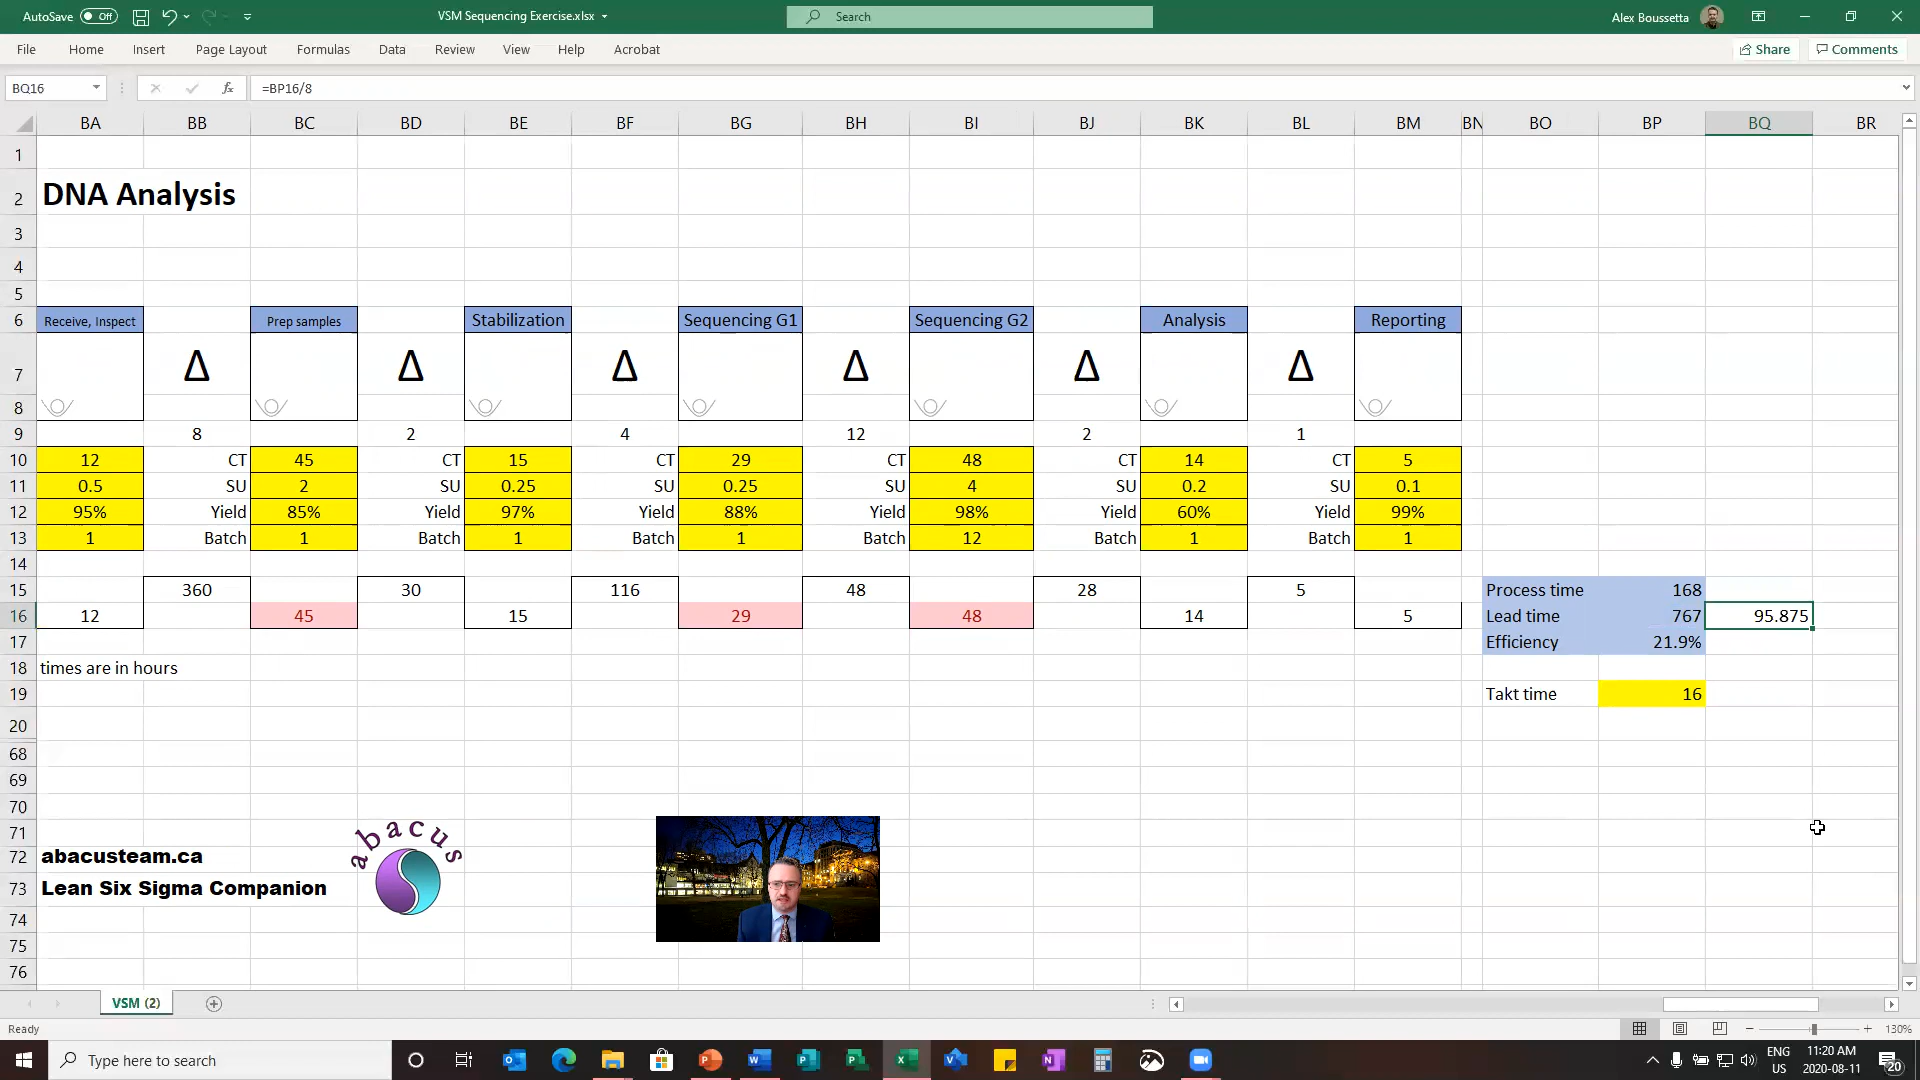 AutoSave Off VSM Sequencing Exercise.xlsx Search Alex Boussetta
File Home Insert Page Layout Formulas Data Review View Help Acrobat Share Comments
BQ16 fx =BP16/8
BA BB BC BD BE BF BG BH BI BJ BK BL BM BN BO BP BQ BR
1
2 DNA Analysis
3
4
5
6 Receive, Inspect Prep samples Stabilization Sequencing G1 Sequencing G2 Analysis Reporting
7 Δ Δ Δ Δ Δ Δ
8
9 8 2 4 12 2 1
10 12 CT 45 CT 15 CT 29 CT 48 CT 14 CT 5
11 0.5 SU 2 SU 0.25 SU 0.25 SU 4 SU 0.2 SU 0.1
12 95% Yield 85% Yield 97% Yield 88% Yield 98% Yield 60% Yield 99%
13 1 Batch 1 Batch 1 Batch 1 Batch 12 Batch 1 Batch 1
14
15 360 30 116 48 28 5 Process time 168
16 12 45 15 29 48 14 5 Lead time 767 95.875
17 Efficiency 21.9%
18 times are in hours
19 Takt time 16
20
68
69
70
71
72 abacusteam.ca abacus
73 Lean Six Sigma Companion
74
75
76
VSM (2)
Ready 130%
Type here to search ENG US 11:20 AM 2020-08-11 20